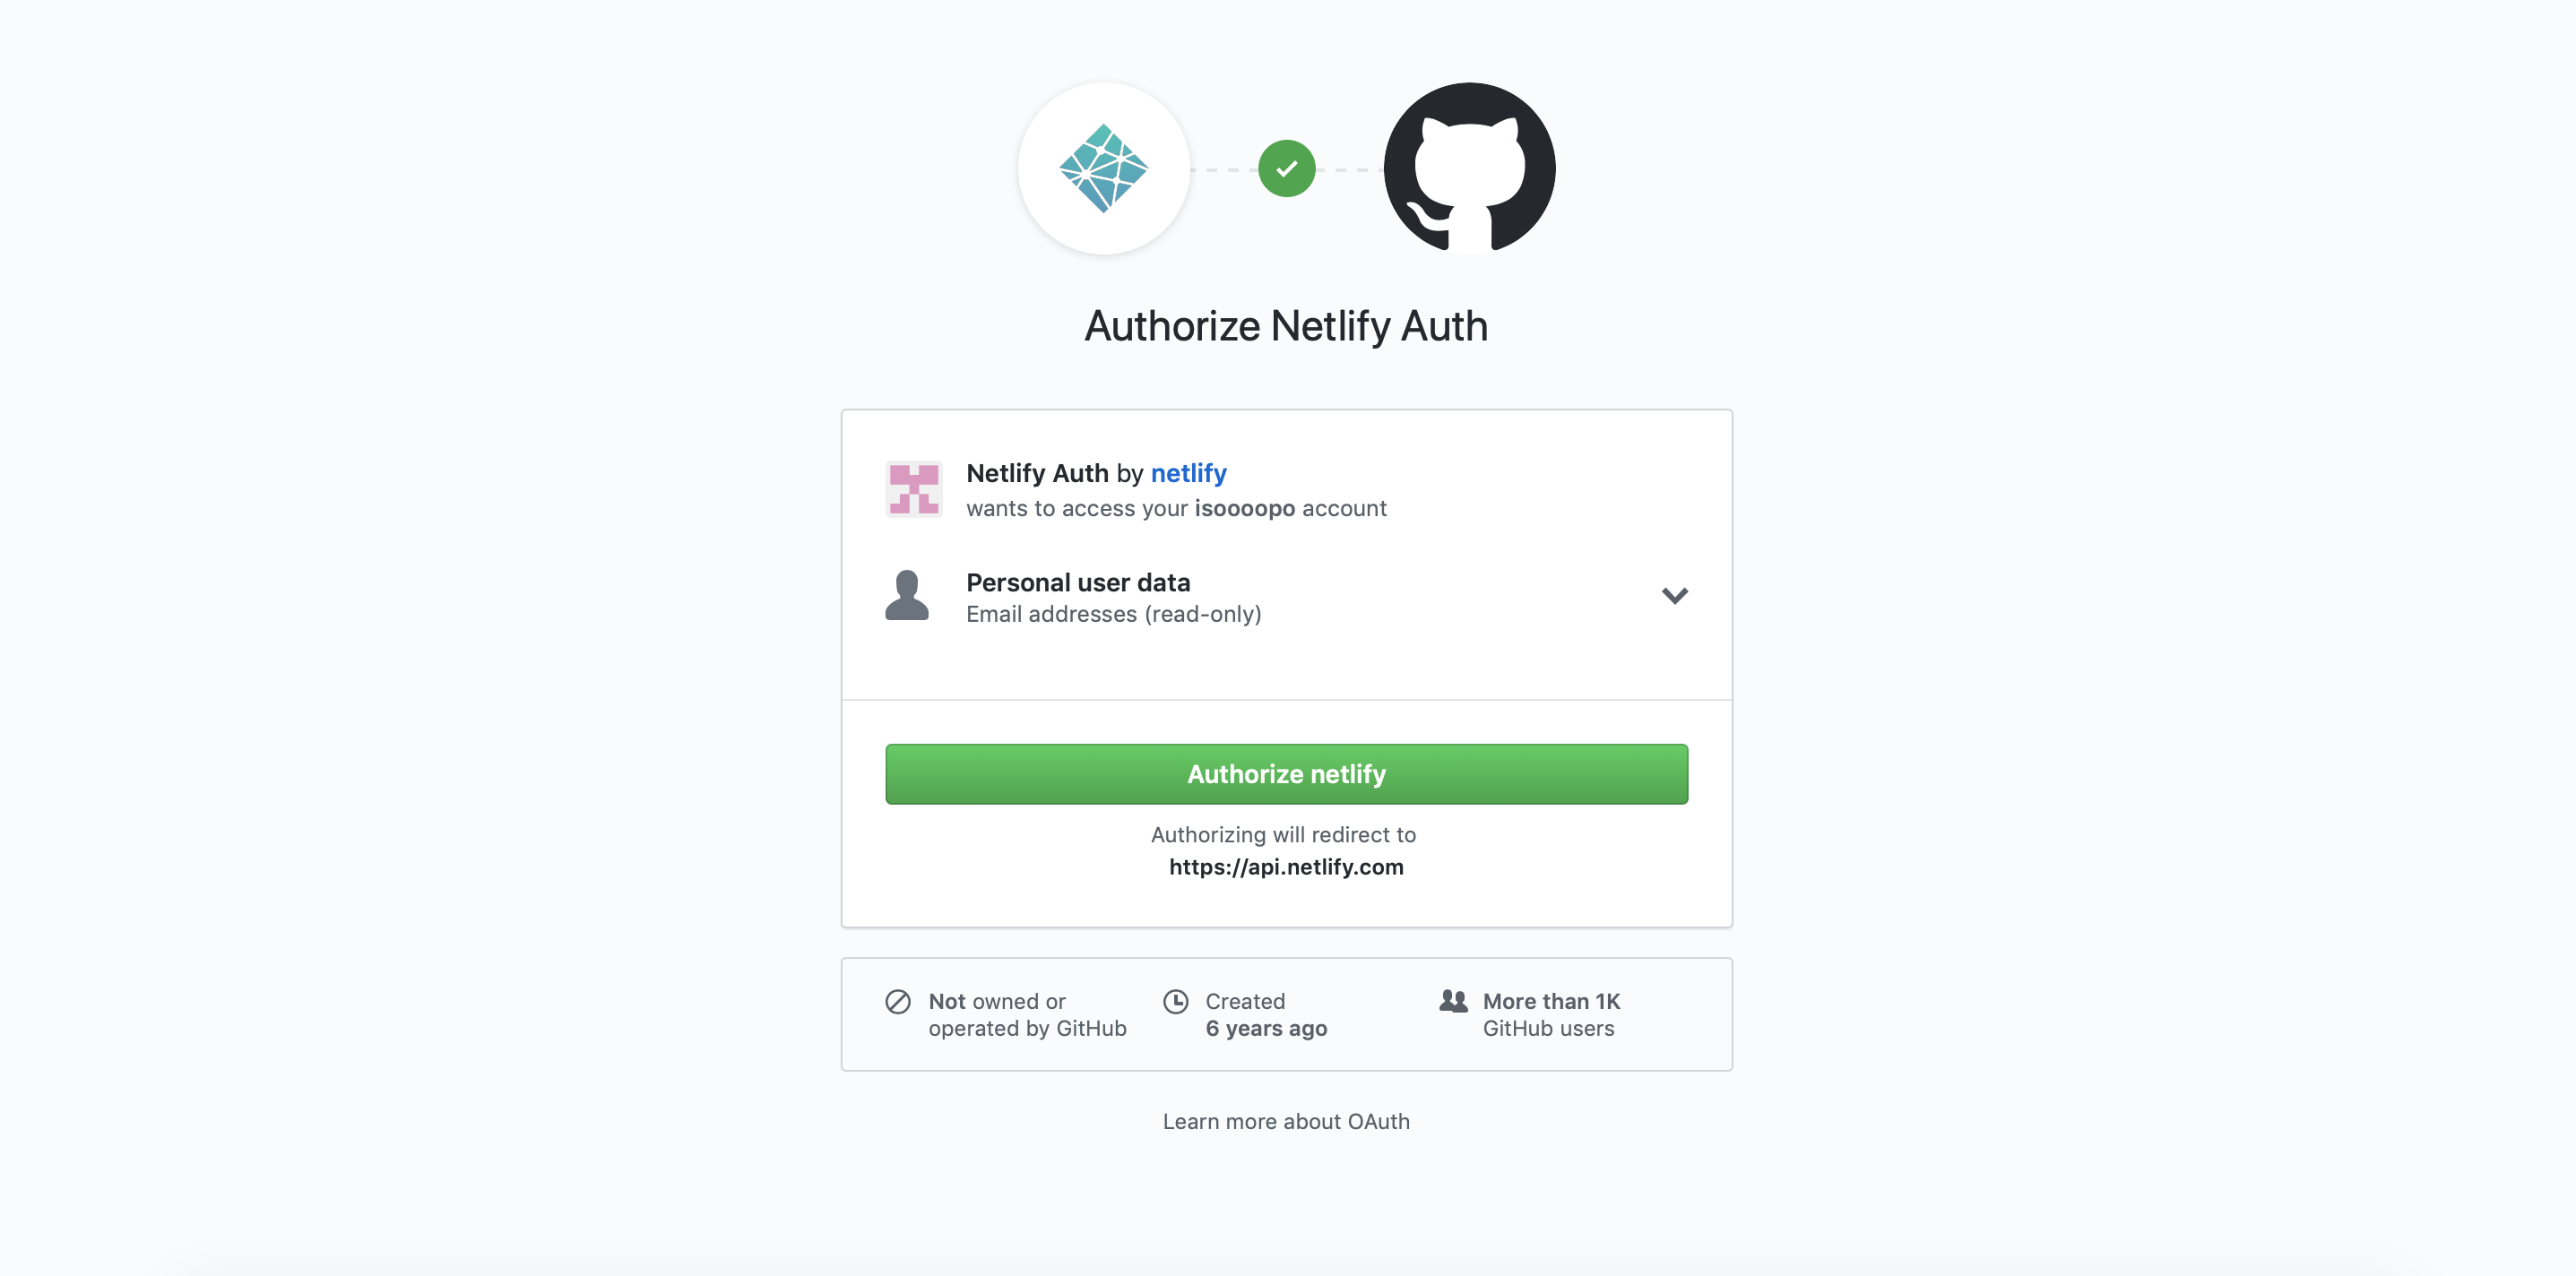 Authorize Netlify Auth
Netlify Auth by netlify
wants to access your isoooopo account
Personal user data
Email addresses (read-only)
Authorize netlify
Authorizing will redirect to
https://api.netlify.com
Not owned or
operated by GitHub
Created
6 years ago
More than 1K
GitHub users
Learn more about OAuth